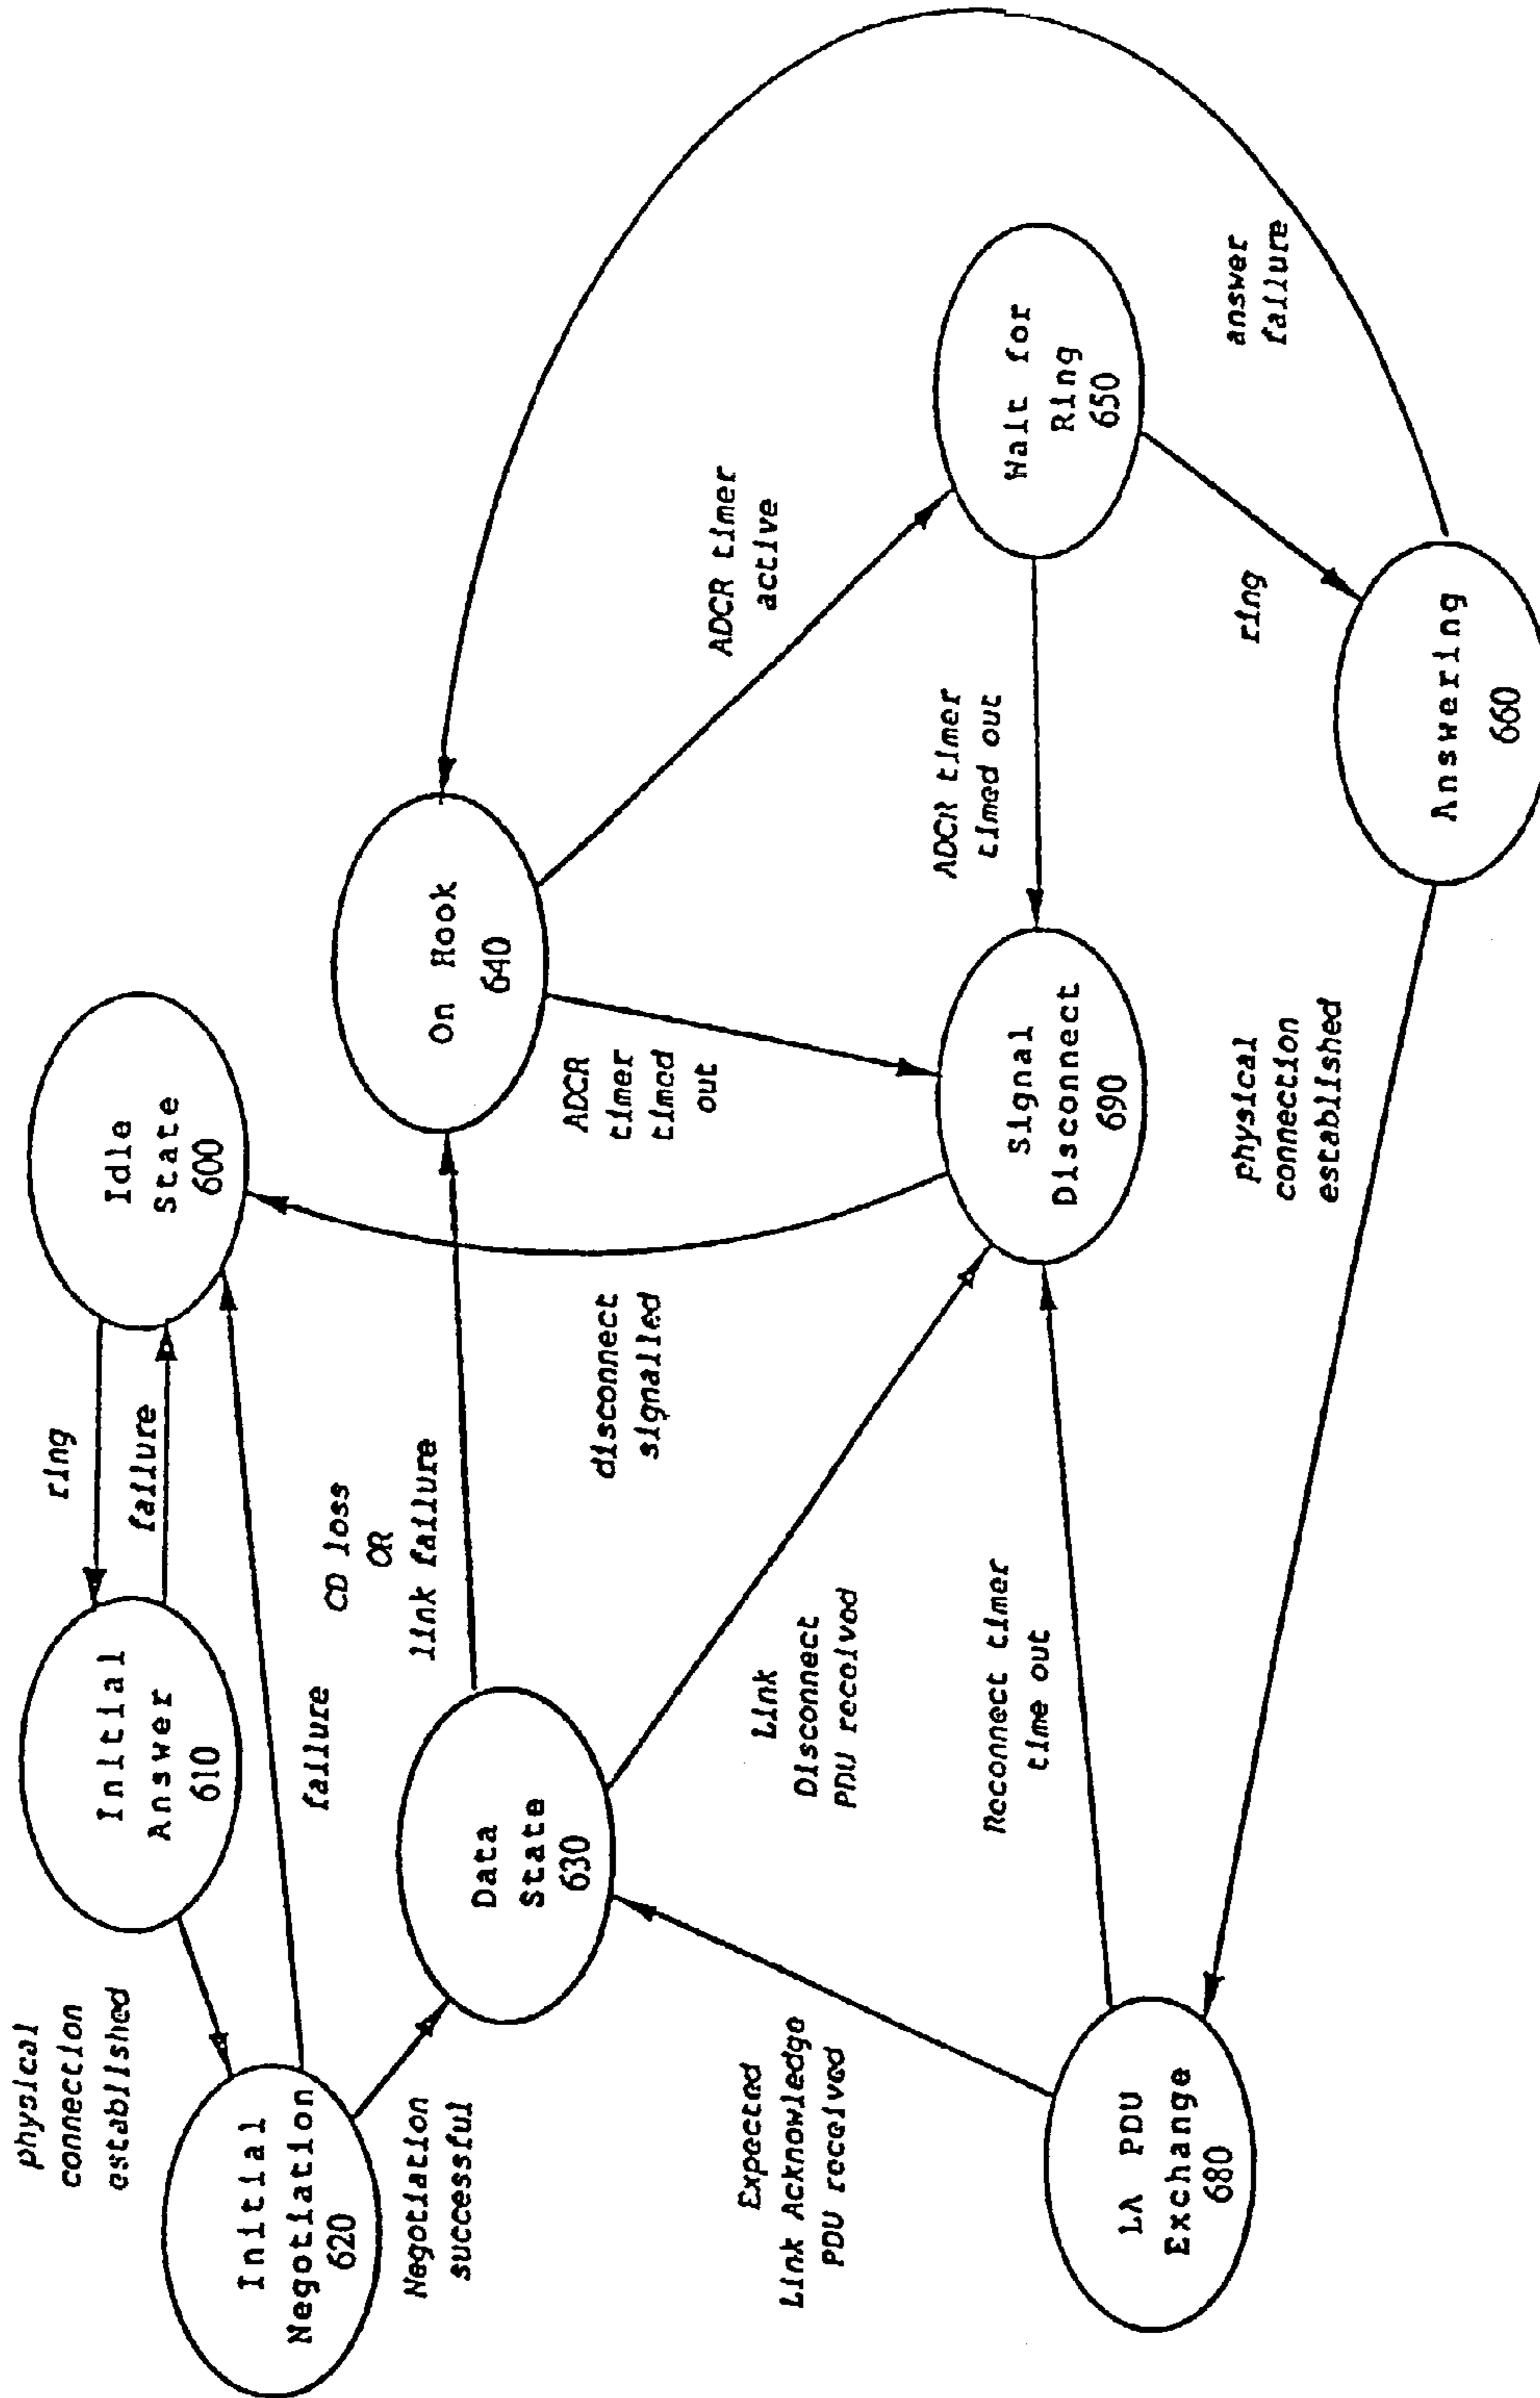 physical
connection
established
Initial
Negotiation
620
Negotiation
successful
Initial
Answer
610
ring
failure
failure
Idle
State
600
CD loss
OR
link failure
Data
State
630
On Hook
640
ADCR
timer
timed
out
ADCR timer
active
disconnect
signalled
Link
Disconnect
PDU received
Expected
Link Acknowledge
PDU received
Reconnect timer
time out
LA PDU
Exchange
680
Signal
Disconnect
690
ADCR timer
timed out
Wait for
Ring
650
ring
answer
failure
physical
connection
established
Answering
660